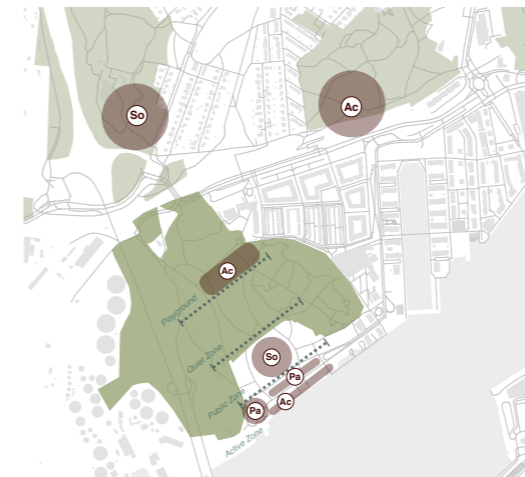 So
Ac
Ac
Playground
Quiet Zone
So
Pa
Public Zone
Ac
Pa
Active Zone